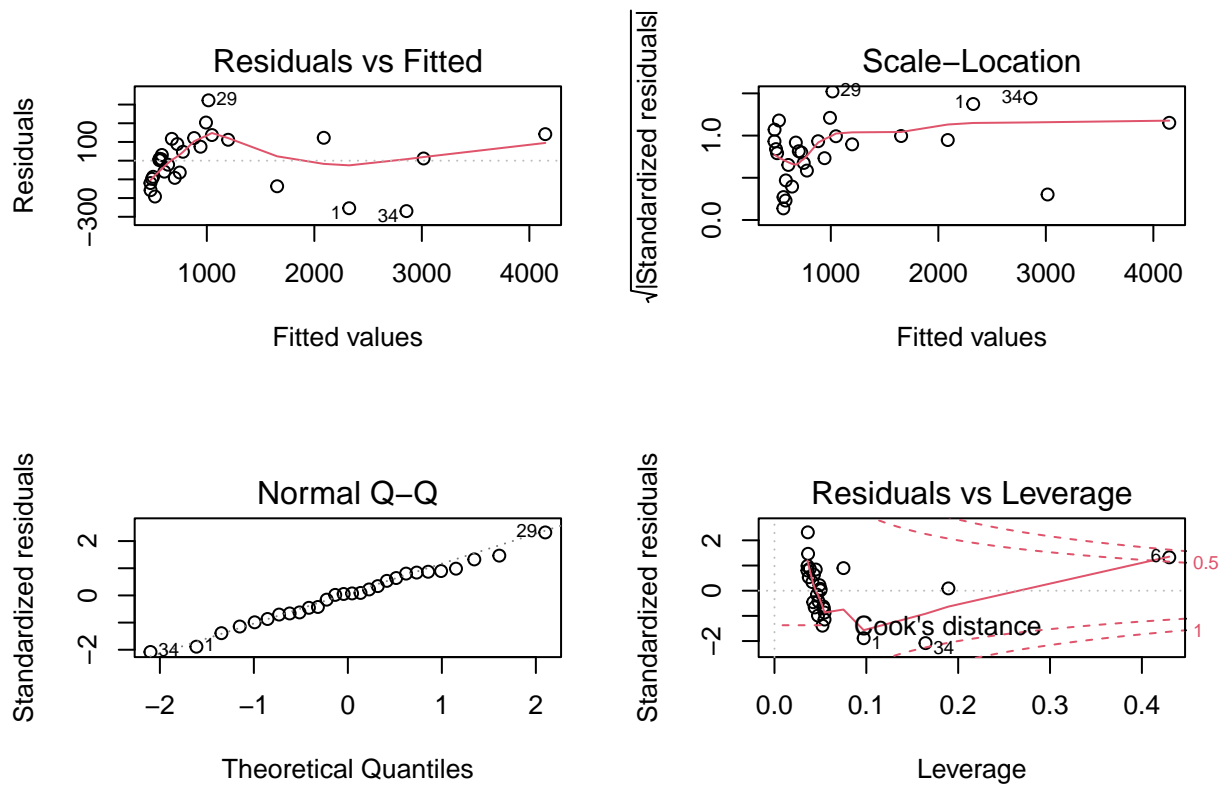 Residuals vs Fitted
Residuals
100
−300
29
1
34
1000 2000 3000 4000
Fitted values
Scale−Location
√|Standardized residuals|
1.0
0.0
29
1
34
1000 2000 3000 4000
Fitted values
Normal Q−Q
Standardized residuals
2
0
−2
29
34
1
−2 −1 0 1 2
Theoretical Quantiles
Residuals vs Leverage
Standardized residuals
2
0
−2
6
0.5
1
Cook's distance
1
34
0.0 0.1 0.2 0.3 0.4
Leverage